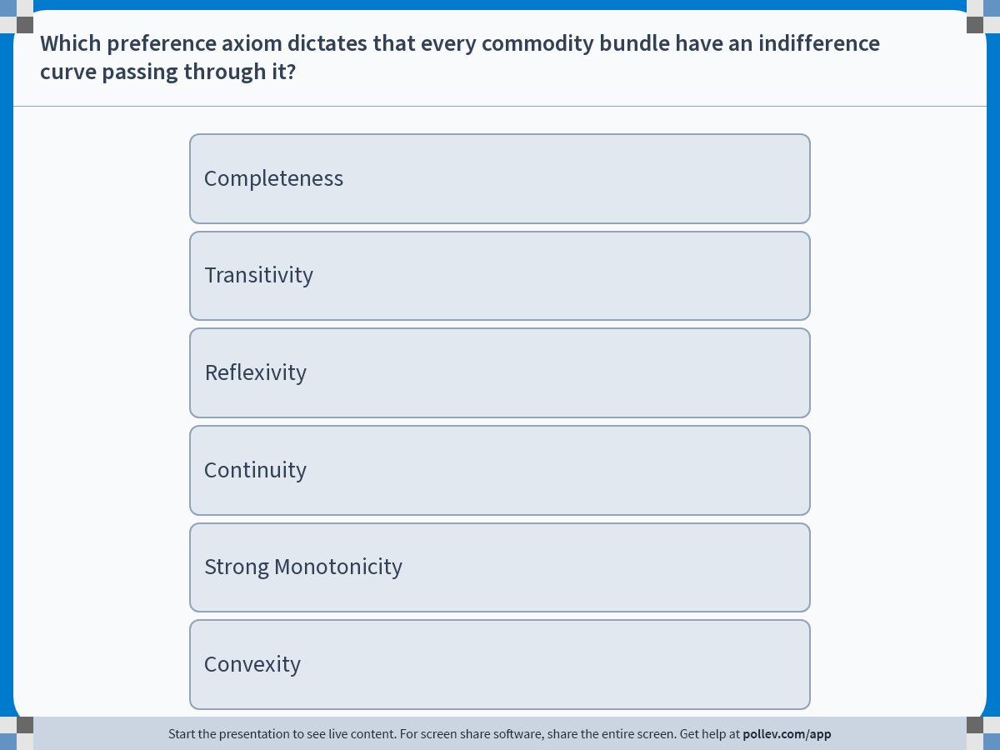 Which preference axiom dictates that every commodity bundle have an indifference
curve passing through it?
Completeness
Transitivity
Reflexivity
Continuity
Strong Monotonicity
Convexity
Start the presentation to see live content. For screen share software, share the entire screen. Get help at pollev.com/app